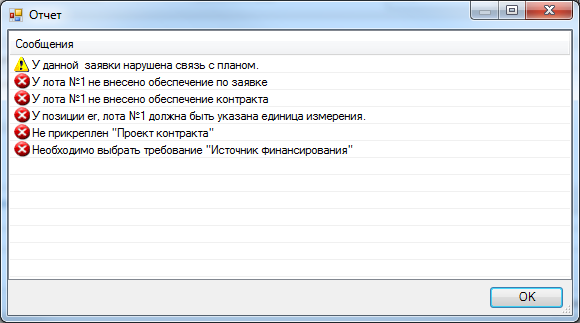 Отчет
Сообщения
У данной заявки нарушена связь с планом.
У лота №1 не внесено обеспечение по заявке
У лота №1 не внесено обеспечение контракта
У позиции er, лота №1 должна быть указана единица измерения.
Не прикреплен "Проект контракта"
Необходимо выбрать требование "Источник финансирования"
OK